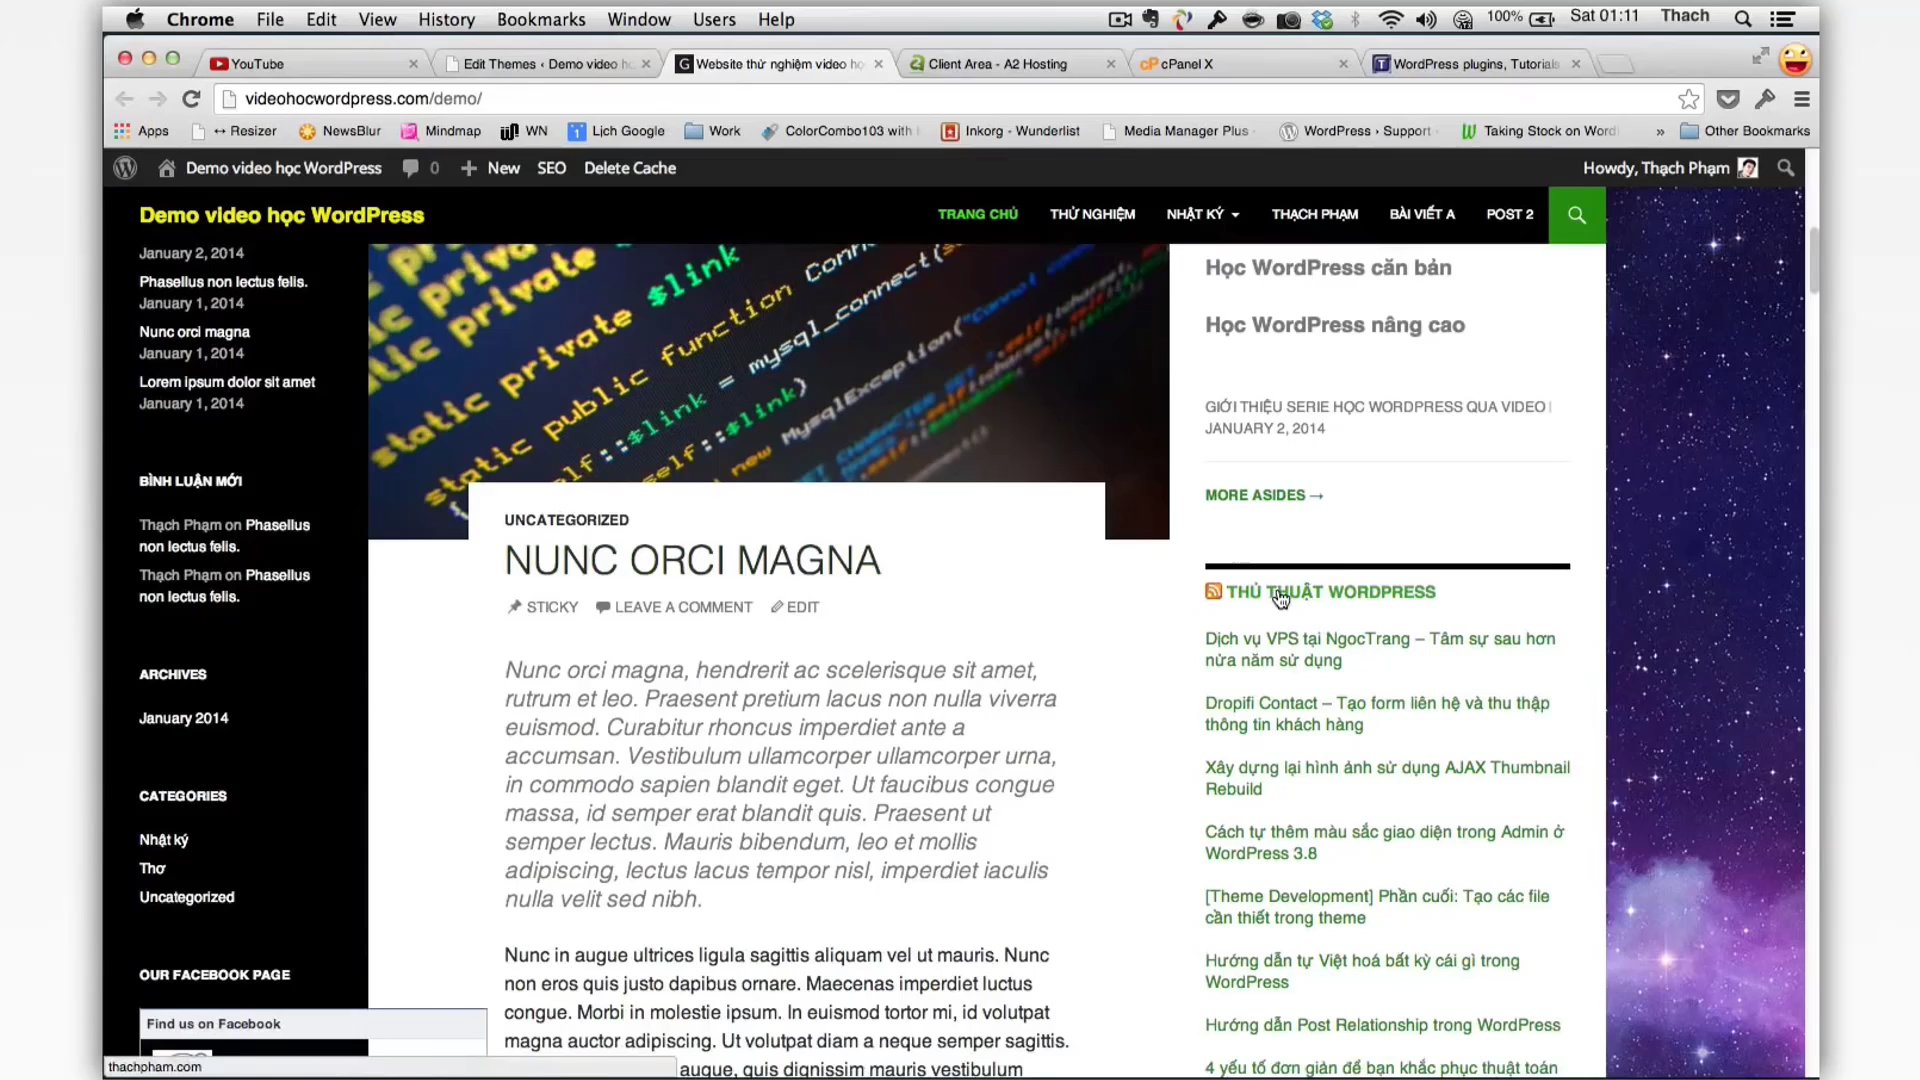 Chrome File Edit View History Bookmarks Window Users Help 100% Sat 01:11 Thach
YouTube
Edit Themes ‹ Demo video h
Website thử nghiệm video họ
Client Area - A2 Hosting
cPanel X
WordPress plugins, Tutorials
videohocwordpress.com/demo/
Apps ↔ Resizer NewsBlur Mindmap WN Lịch Google Work ColorCombo103 with Inkorg - Wunderlist Media Manager Plus WordPress › Support Taking Stock on Word » Other Bookmarks
Demo video học WordPress 0 New SEO Delete Cache Howdy, Thạch Phạm
Demo video học WordPress
TRANG CHỦ THỬ NGHIỆM NHẬT KÝ THẠCH PHẠM BÀI VIẾT A POST 2
January 2, 2014
Phasellus non lectus felis.
January 1, 2014
Nunc orci magna
January 1, 2014
Lorem ipsum dolor sit amet
January 1, 2014
BÌNH LUẬN MỚI
Thạch Phạm on Phasellus
non lectus felis.
Thạch Phạm on Phasellus
non lectus felis.
ARCHIVES
January 2014
CATEGORIES
Nhật ký
Thơ
Uncategorized
OUR FACEBOOK PAGE
Find us on Facebook
thachpham.com
static private $link
static public function Conn
self::$link = mysql_connect(
self::$link)
new MysqlException("Cannot
UNCATEGORIZED
NUNC ORCI MAGNA
STICKY LEAVE A COMMENT EDIT
Nunc orci magna, hendrerit ac scelerisque sit amet,
rutrum et leo. Praesent pretium lacus non nulla viverra
euismod. Curabitur rhoncus imperdiet ante a
accumsan. Vestibulum ullamcorper ullamcorper urna,
in commodo sapien blandit eget. Ut faucibus congue
massa, id semper erat blandit quis. Praesent ut
semper lectus. Mauris bibendum, leo et mollis
adipiscing, lectus lacus tempor nisl, imperdiet iaculis
nulla velit sed nibh.
Nunc in augue ultrices ligula sagittis aliquam vel ut mauris. Nunc
non eros quis justo dapibus ornare. Maecenas imperdiet luctus
congue. Morbi in molestie ipsum. In euismod tortor mi, id volutpat
magna auctor adipiscing. Ut volutpat diam a neque semper sagittis.
augue, quis dignissim mauris vestibulum
Học WordPress căn bản
Học WordPress nâng cao
GIỚI THIỆU SERIE HỌC WORDPRESS QUA VIDEO
JANUARY 2, 2014
MORE ASIDES →
THỦ THUẬT WORDPRESS
Dịch vụ VPS tại NgocTrang – Tâm sự sau hơn
nửa năm sử dụng
Dropifi Contact – Tạo form liên hệ và thu thập
thông tin khách hàng
Xây dựng lại hình ảnh sử dụng AJAX Thumbnail
Rebuild
Cách tự thêm màu sắc giao diện trong Admin ở
WordPress 3.8
[Theme Development] Phần cuối: Tạo các file
cần thiết trong theme
Hướng dẫn tự Việt hoá bất kỳ cái gì trong
WordPress
Hướng dẫn Post Relationship trong WordPress
4 yếu tố đơn giản để bạn khắc phục thuật toán